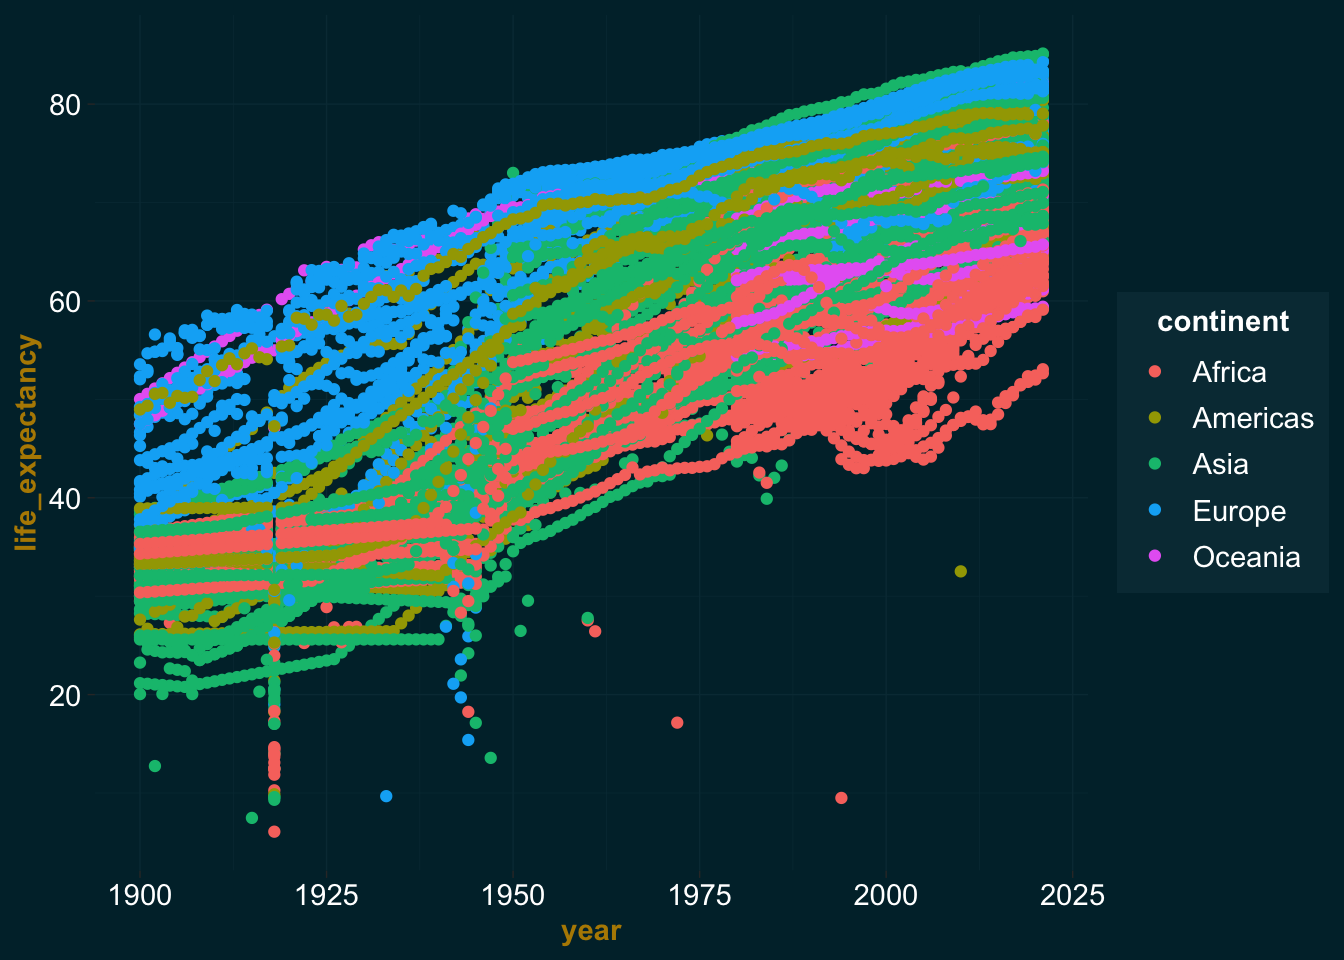 80
60
40
20
life_expectancy
1900 1925 1950 1975 2000 2025
year
continent
Africa
Americas
Asia
Europe
Oceania